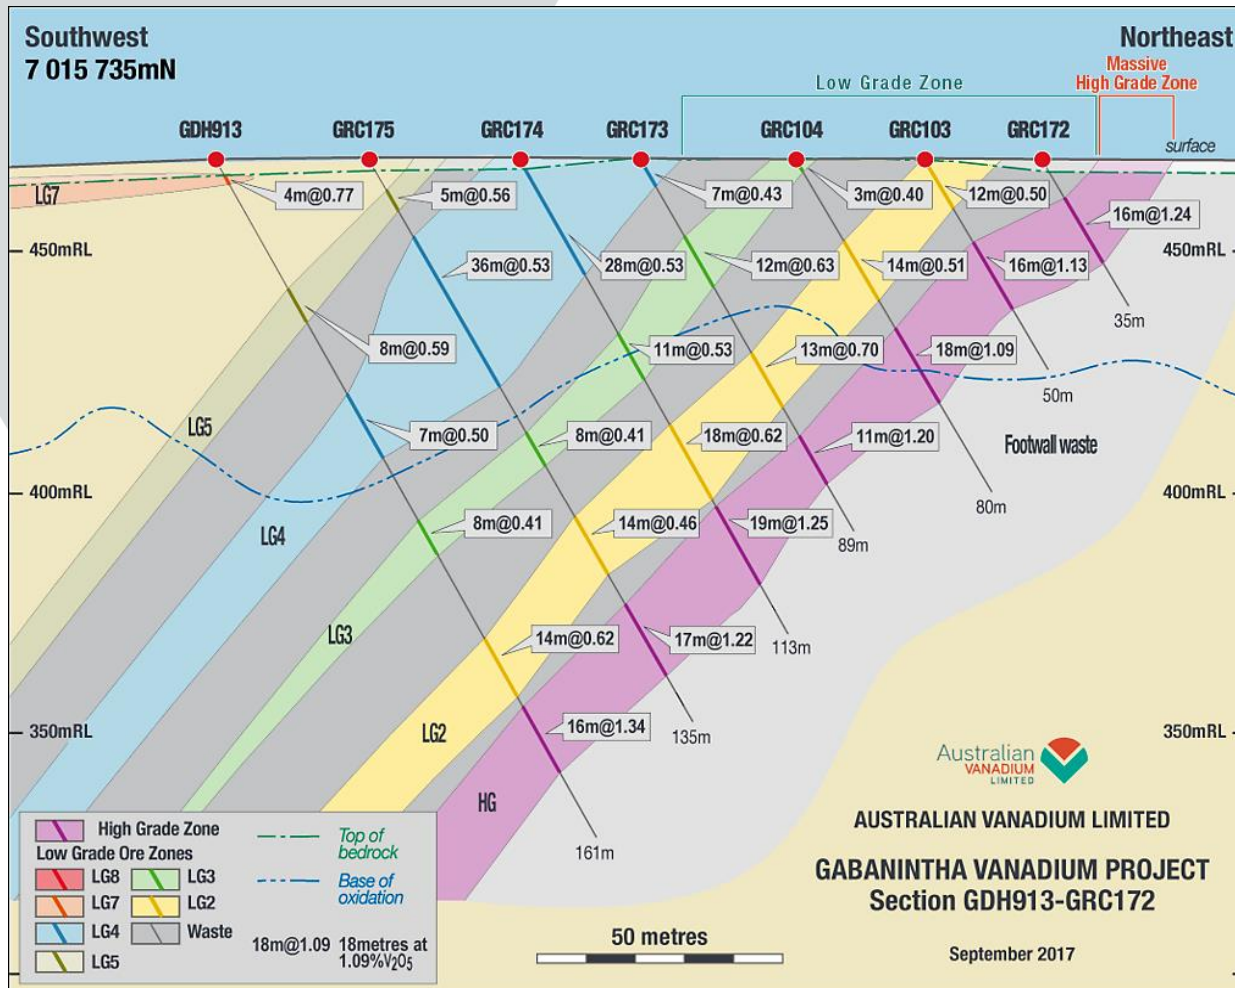 Southwest
7 015 735mN
Northeast
Massive
High Grade Zone
Low Grade Zone
GDH913
GRC175
GRC174
GRC173
GRC104
GRC103
GRC172
surface
LG7
4m@0.77
5m@0.56
7m@0.43
3m@0.40
12m@0.50
16m@1.24
450mRL
36m@0.53
28m@0.53
12m@0.63
14m@0.51
16m@1.13
450mRL
35m
8m@0.59
11m@0.53
13m@0.70
18m@1.09
50m
LG5
7m@0.50
8m@0.41
18m@0.62
11m@1.20
Footwall waste
400mRL
400mRL
80m
LG4
8m@0.41
14m@0.46
19m@1.25
89m
LG3
14m@0.62
17m@1.22
113m
350mRL
LG2
16m@1.34
135m
350mRL
HG
161m
Australian
VANADIUM
LIMITED
AUSTRALIAN VANADIUM LIMITED
GABANINTHA VANADIUM PROJECT
Section GDH913-GRC172
September 2017
50 metres
High Grade Zone
Low Grade Ore Zones
LG8
LG3
LG7
LG2
LG4
Waste
LG5
Top of
bedrock
Base of
oxidation
18m@1.09 18metres at
1.09%V₂O₅